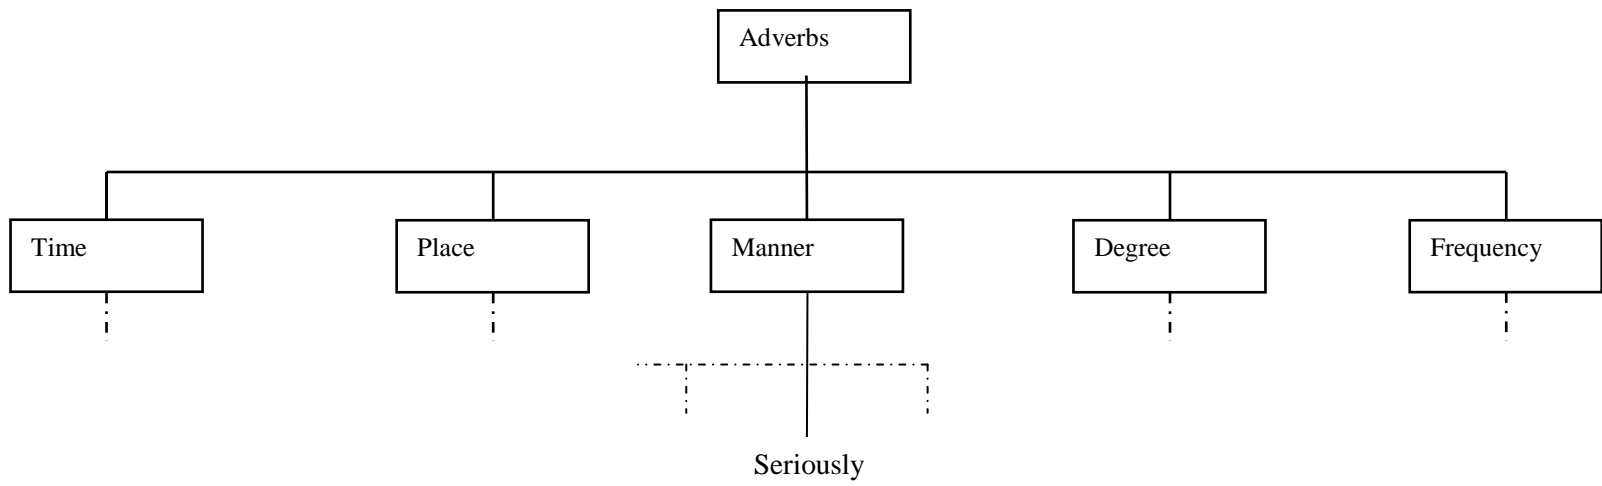 Adverbs
Time
Place
Manner
Degree
Frequency
Seriously